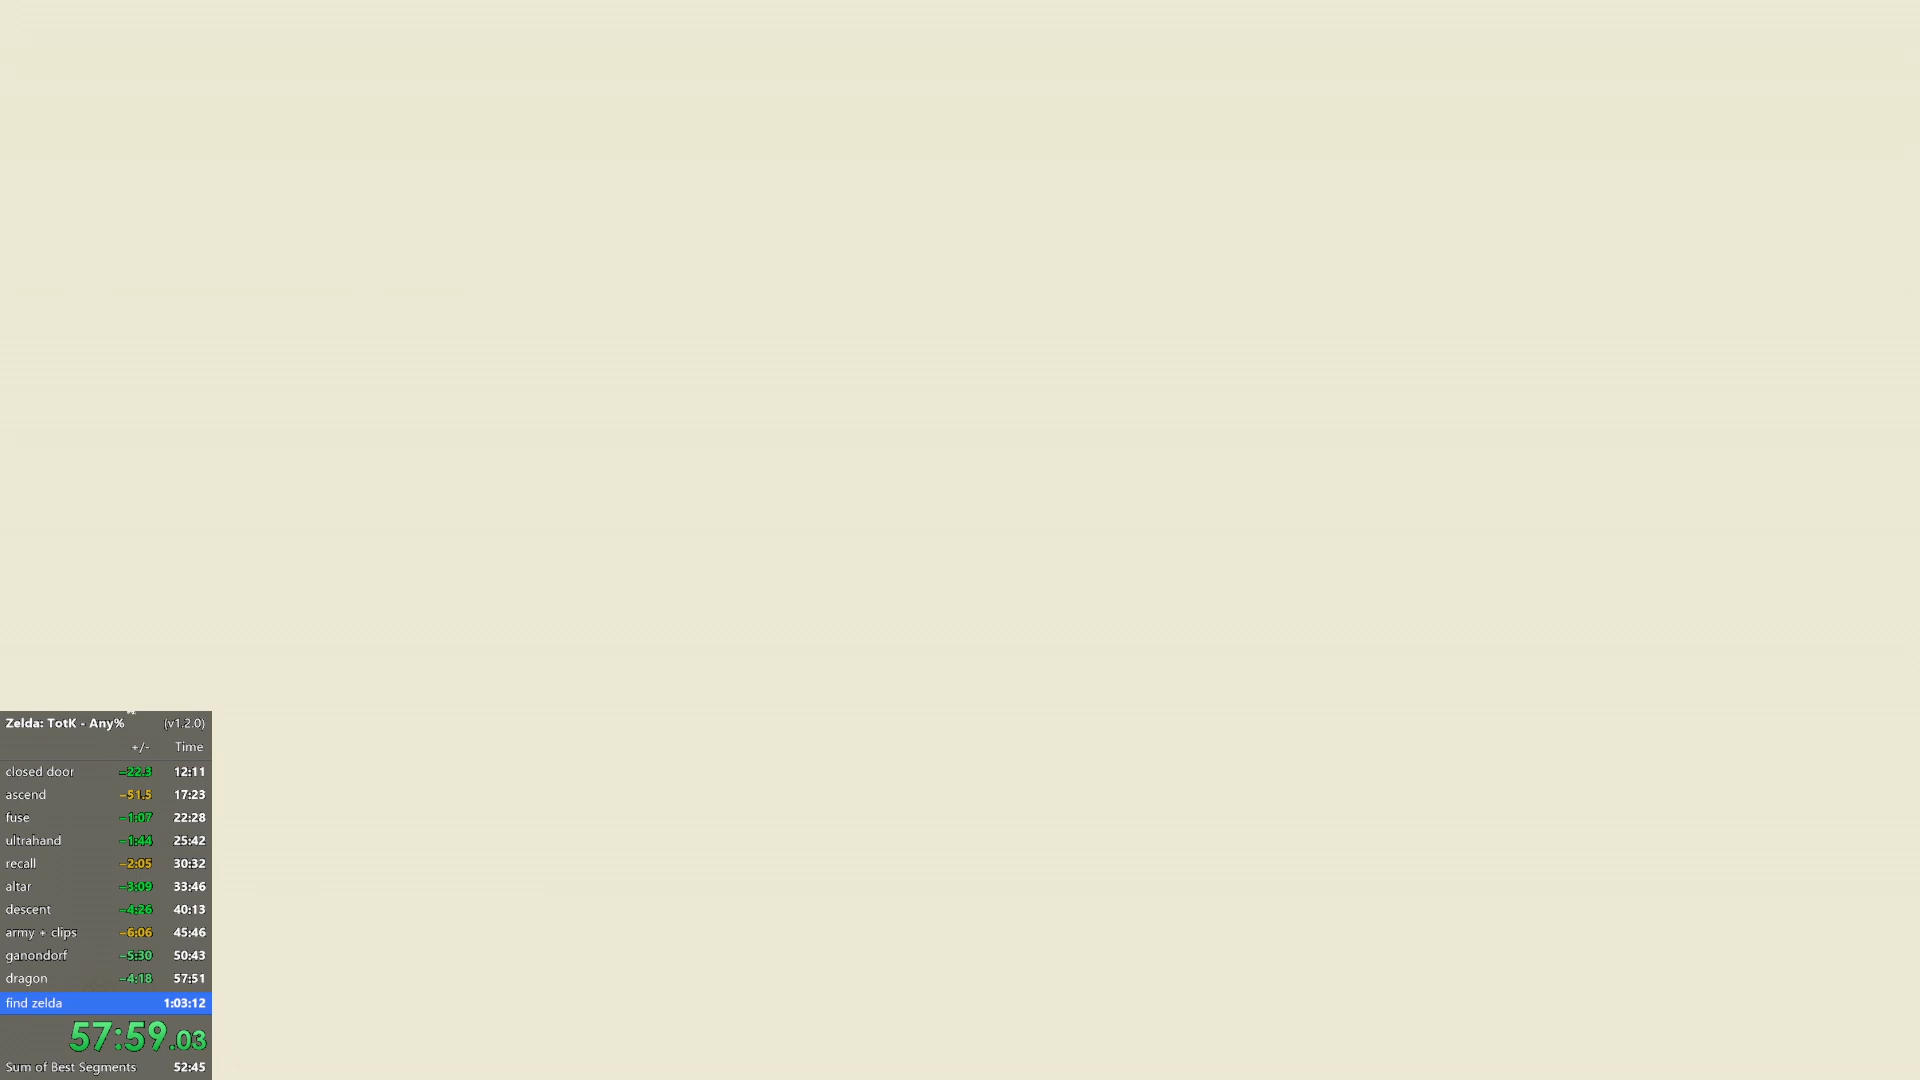 Zelda: TotK - Any% (v1.2.0)
+/- Time
closed door −22.3 12:11
ascend −51.5 17:23
fuse −1:07 22:28
ultrahand −1:44 25:42
recall −2:05 30:32
altar −3:09 33:46
descent −4:26 40:13
army + clips −6:06 45:46
ganondorf −5:30 50:43
dragon −4:18 57:51
find zelda 1:03:12
57:59.03
Sum of Best Segments 52:45